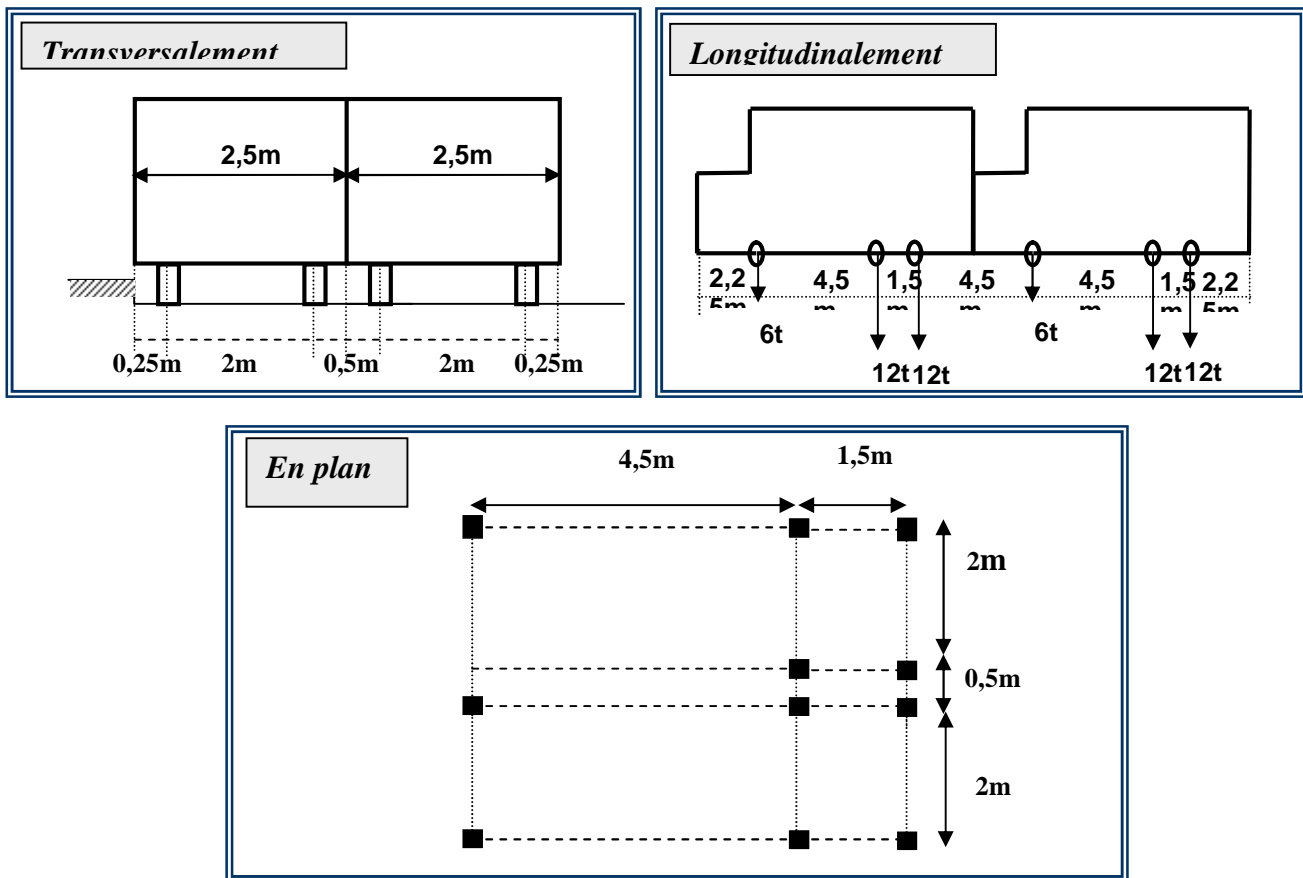 Transversalement
2,5m 2,5m
0,25m 2m 0,5m 2m 0,25m
Longitudinalement
2,2 4,5 1,5 4,5 4,5 1,5 2,2
5m m m m m m 5m
6t 6t
12t 12t 12t 12t
En plan
4,5m 1,5m
2m
0,5m
2m